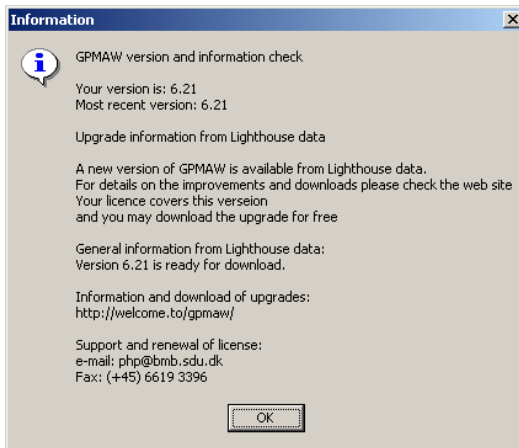 Information
GPMAW version and information check
Your version is: 6.21
Most recent version: 6.21
Upgrade information from Lighthouse data
A new version of GPMAW is available from Lighthouse data.
For details on the improvements and downloads please check the web site
Your licence covers this verseion
and you may download the upgrade for free
General information from Lighthouse data:
Version 6.21 is ready for download.
Information and download of upgrades:
http://welcome.to/gpmaw/
Support and renewal of license:
e-mail: php@bmb.sdu.dk
Fax: (+45) 6619 3396
OK